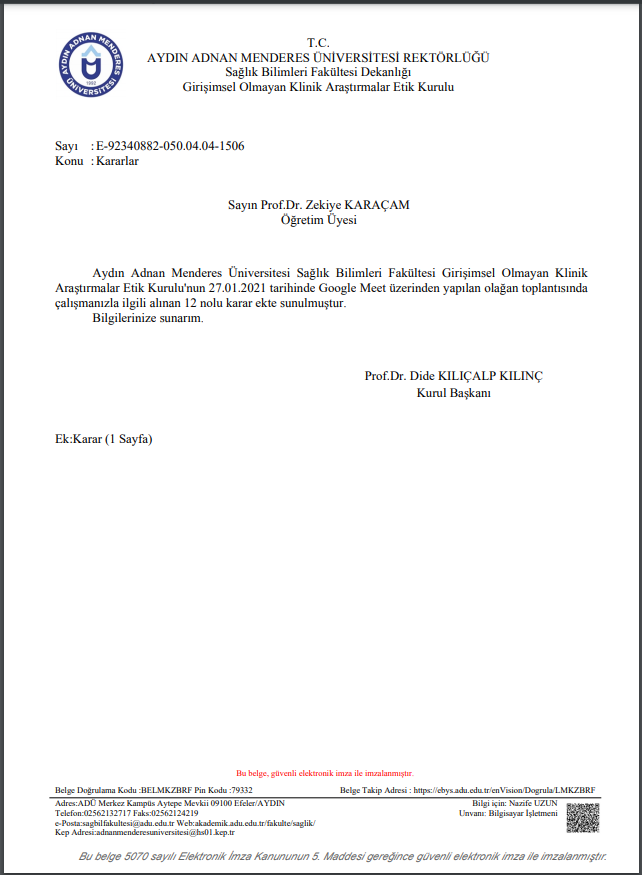 AYDIN ADNAN MENDERES
ÜNİVERSİTESİ
1992
T.C.
AYDIN ADNAN MENDERES ÜNİVERSİTESİ REKTÖRLÜĞÜ
Sağlık Bilimleri Fakültesi Dekanlığı
Girişimsel Olmayan Klinik Araştırmalar Etik Kurulu
Sayı : E-92340882-050.04.04-1506
Konu : Kararlar
Sayın Prof.Dr. Zekiye KARAÇAM
Öğretim Üyesi
Aydın Adnan Menderes Üniversitesi Sağlık Bilimleri Fakültesi Girişimsel Olmayan Klinik
Araştırmalar Etik Kurulu'nun 27.01.2021 tarihinde Google Meet üzerinden yapılan olağan toplantısında
çalışmanızla ilgili alınan 12 nolu karar ekte sunulmuştur.
Bilgilerinize sunarım.
Prof.Dr. Dide KILIÇALP KILINÇ
Kurul Başkanı
Ek:Karar (1 Sayfa)
Bu belge, güvenli elektronik imza ile imzalanmıştır.
Belge Doğrulama Kodu :BELMKZBRF Pin Kodu :79332 Belge Takip Adresi : https://ebys.adu.edu.tr/enVision/Dogrula/LMKZBRF
Adres:ADÜ Merkez Kampüs Aytepe Mevkii 09100 Efeler/AYDIN Bilgi için: Nazife UZUN
Telefon:02562132717 Faks:02562124219 Unvanı: Bilgisayar İşletmeni
e-Posta:sagbilfakultesi@adu.edu.tr Web:akademik.adu.edu.tr/fakulte/saglik/
Kep Adresi:adnanmenderesuniversitesi@hs01.kep.tr
Bu belge 5070 sayılı Elektronik İmza Kanununun 5. Maddesi gereğince güvenli elektronik imza ile imzalanmıştır.